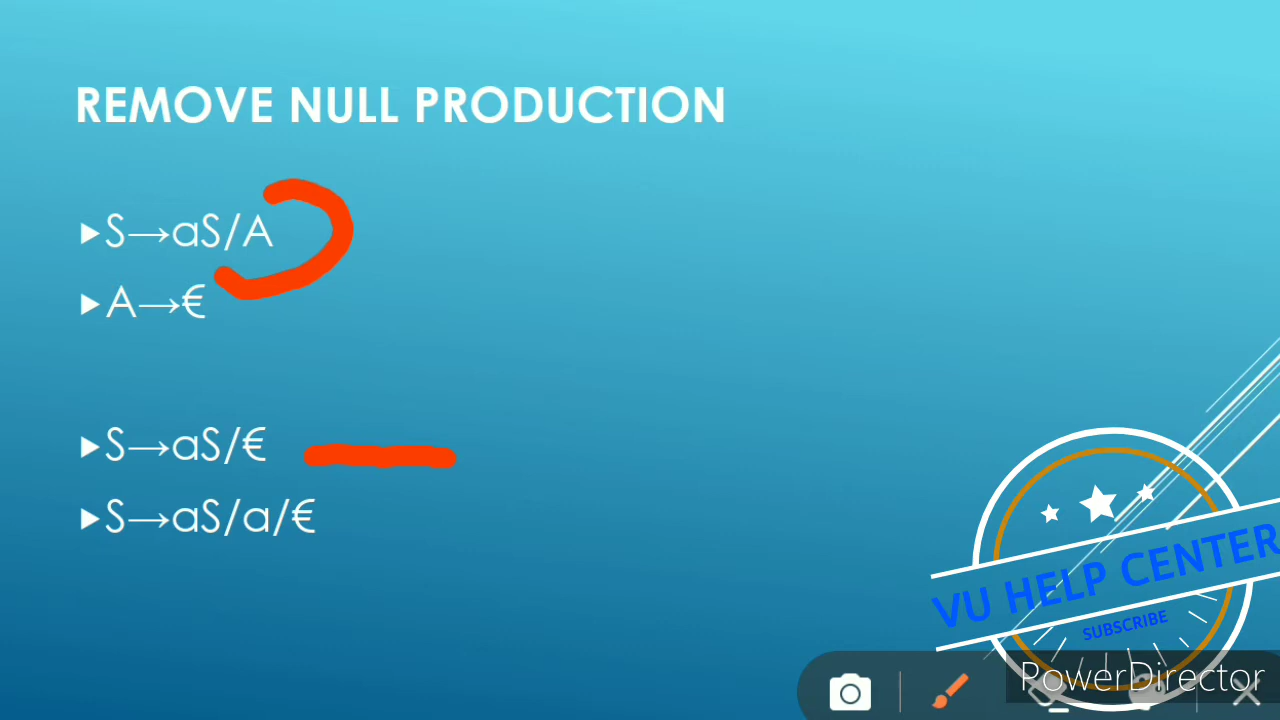 REMOVE NULL PRODUCTION
S→aS/A
A→€
S→aS/€
S→aS/a/€
VU HELP CENTER
SUBSCRIBE
PowerDirector